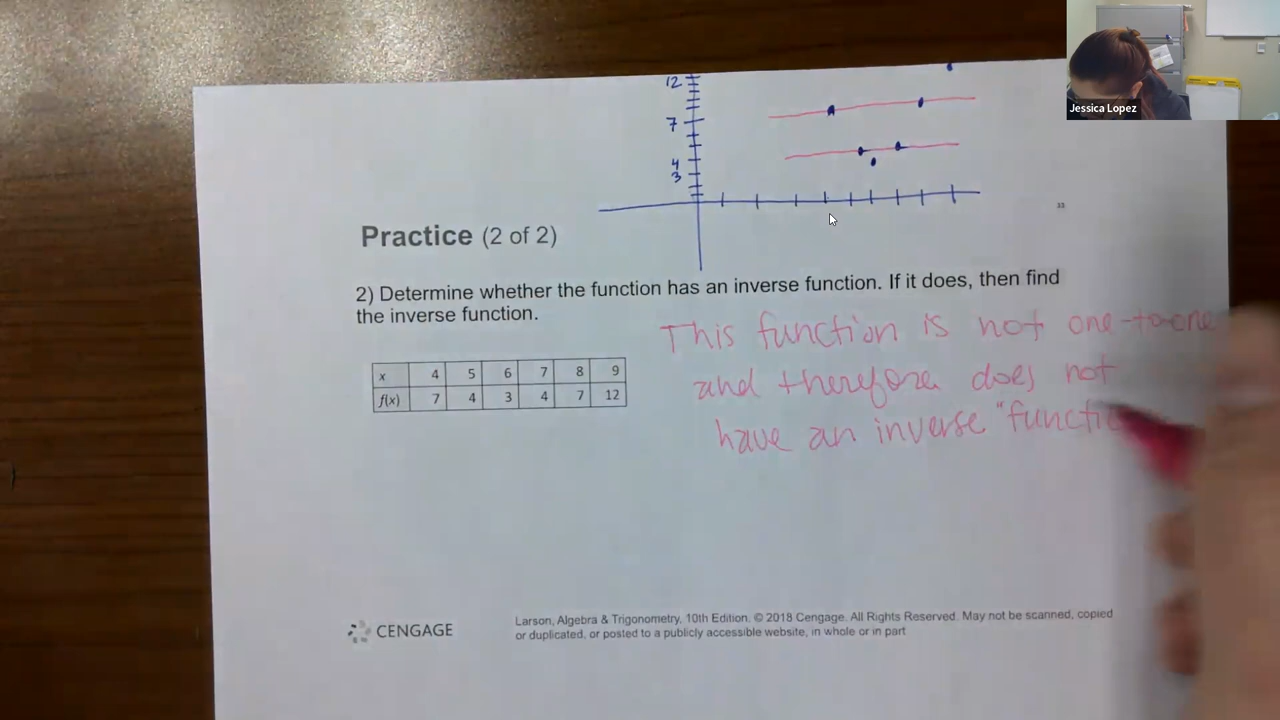 Jessica Lopez
12
7
4
3
33
Practice (2 of 2)
2) Determine whether the function has an inverse function. If it does, then find
the inverse function.
This function is not one-to-one
and therefore does not
have an inverse "functio
x 4 5 6 7 8 9
f(x) 7 4 3 4 7 12
CENGAGE
Larson, Algebra & Trigonometry, 10th Edition. © 2018 Cengage. All Rights Reserved. May not be scanned, copied
or duplicated, or posted to a publicly accessible website, in whole or in part